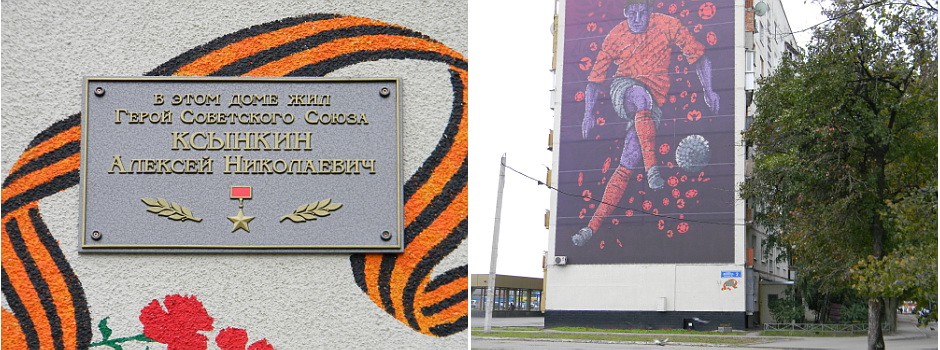 В ЭТОМ ДОМЕ ЖИЛ
ГЕРОЙ СОВЕТСКОГО СОЮЗА
КСЫНКИН
АЛЕКСЕЙ НИКОЛАЕВИЧ